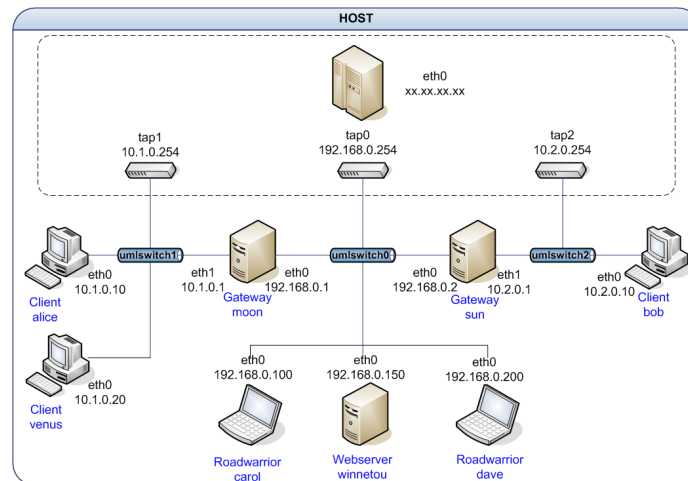 HOST
eth0
xx.xx.xx.xx
tap1
10.1.0.254
tap0
192.168.0.254
tap2
10.2.0.254
umlswitch1
umlswitch0
umlswitch2
eth0
10.1.0.10
Client
alice
eth1
10.1.0.1
Gateway
moon
eth0
192.168.0.1
eth0
192.168.0.2
Gateway
sun
eth1
10.2.0.1
eth0
10.2.0.10
Client
bob
eth0
10.1.0.20
Client
venus
eth0
192.168.0.100
Roadwarrior
carol
eth0
192.168.0.150
Webserver
winnetou
eth0
192.168.0.200
Roadwarrior
dave